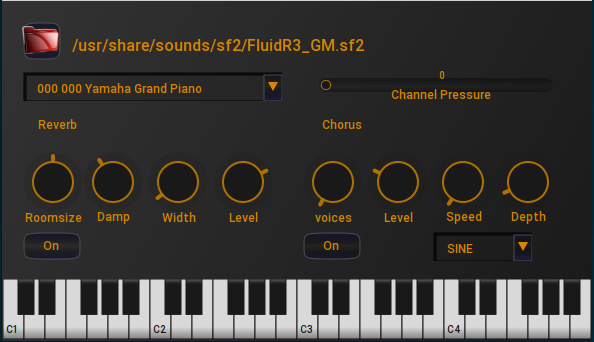 /usr/share/sounds/sf2/FluidR3_GM.sf2
000 000 Yamaha Grand Piano
0
Channel Pressure
Reverb
Chorus
Roomsize Damp Width Level
voices Level Speed Depth
On
On
SINE
C1 C2 C3 C4